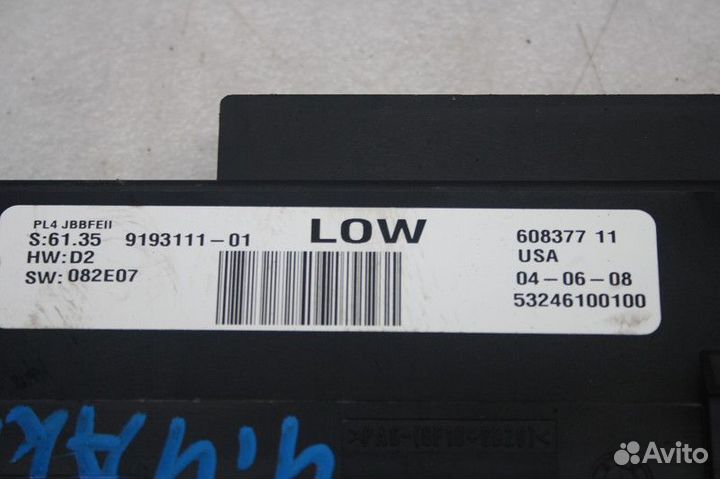 PL4 JBBFEII
S:61.35 9193111-01 LOW 608377 11
HW:D2 USA
SW: 082E07 04-06-08
53246100100
Avito